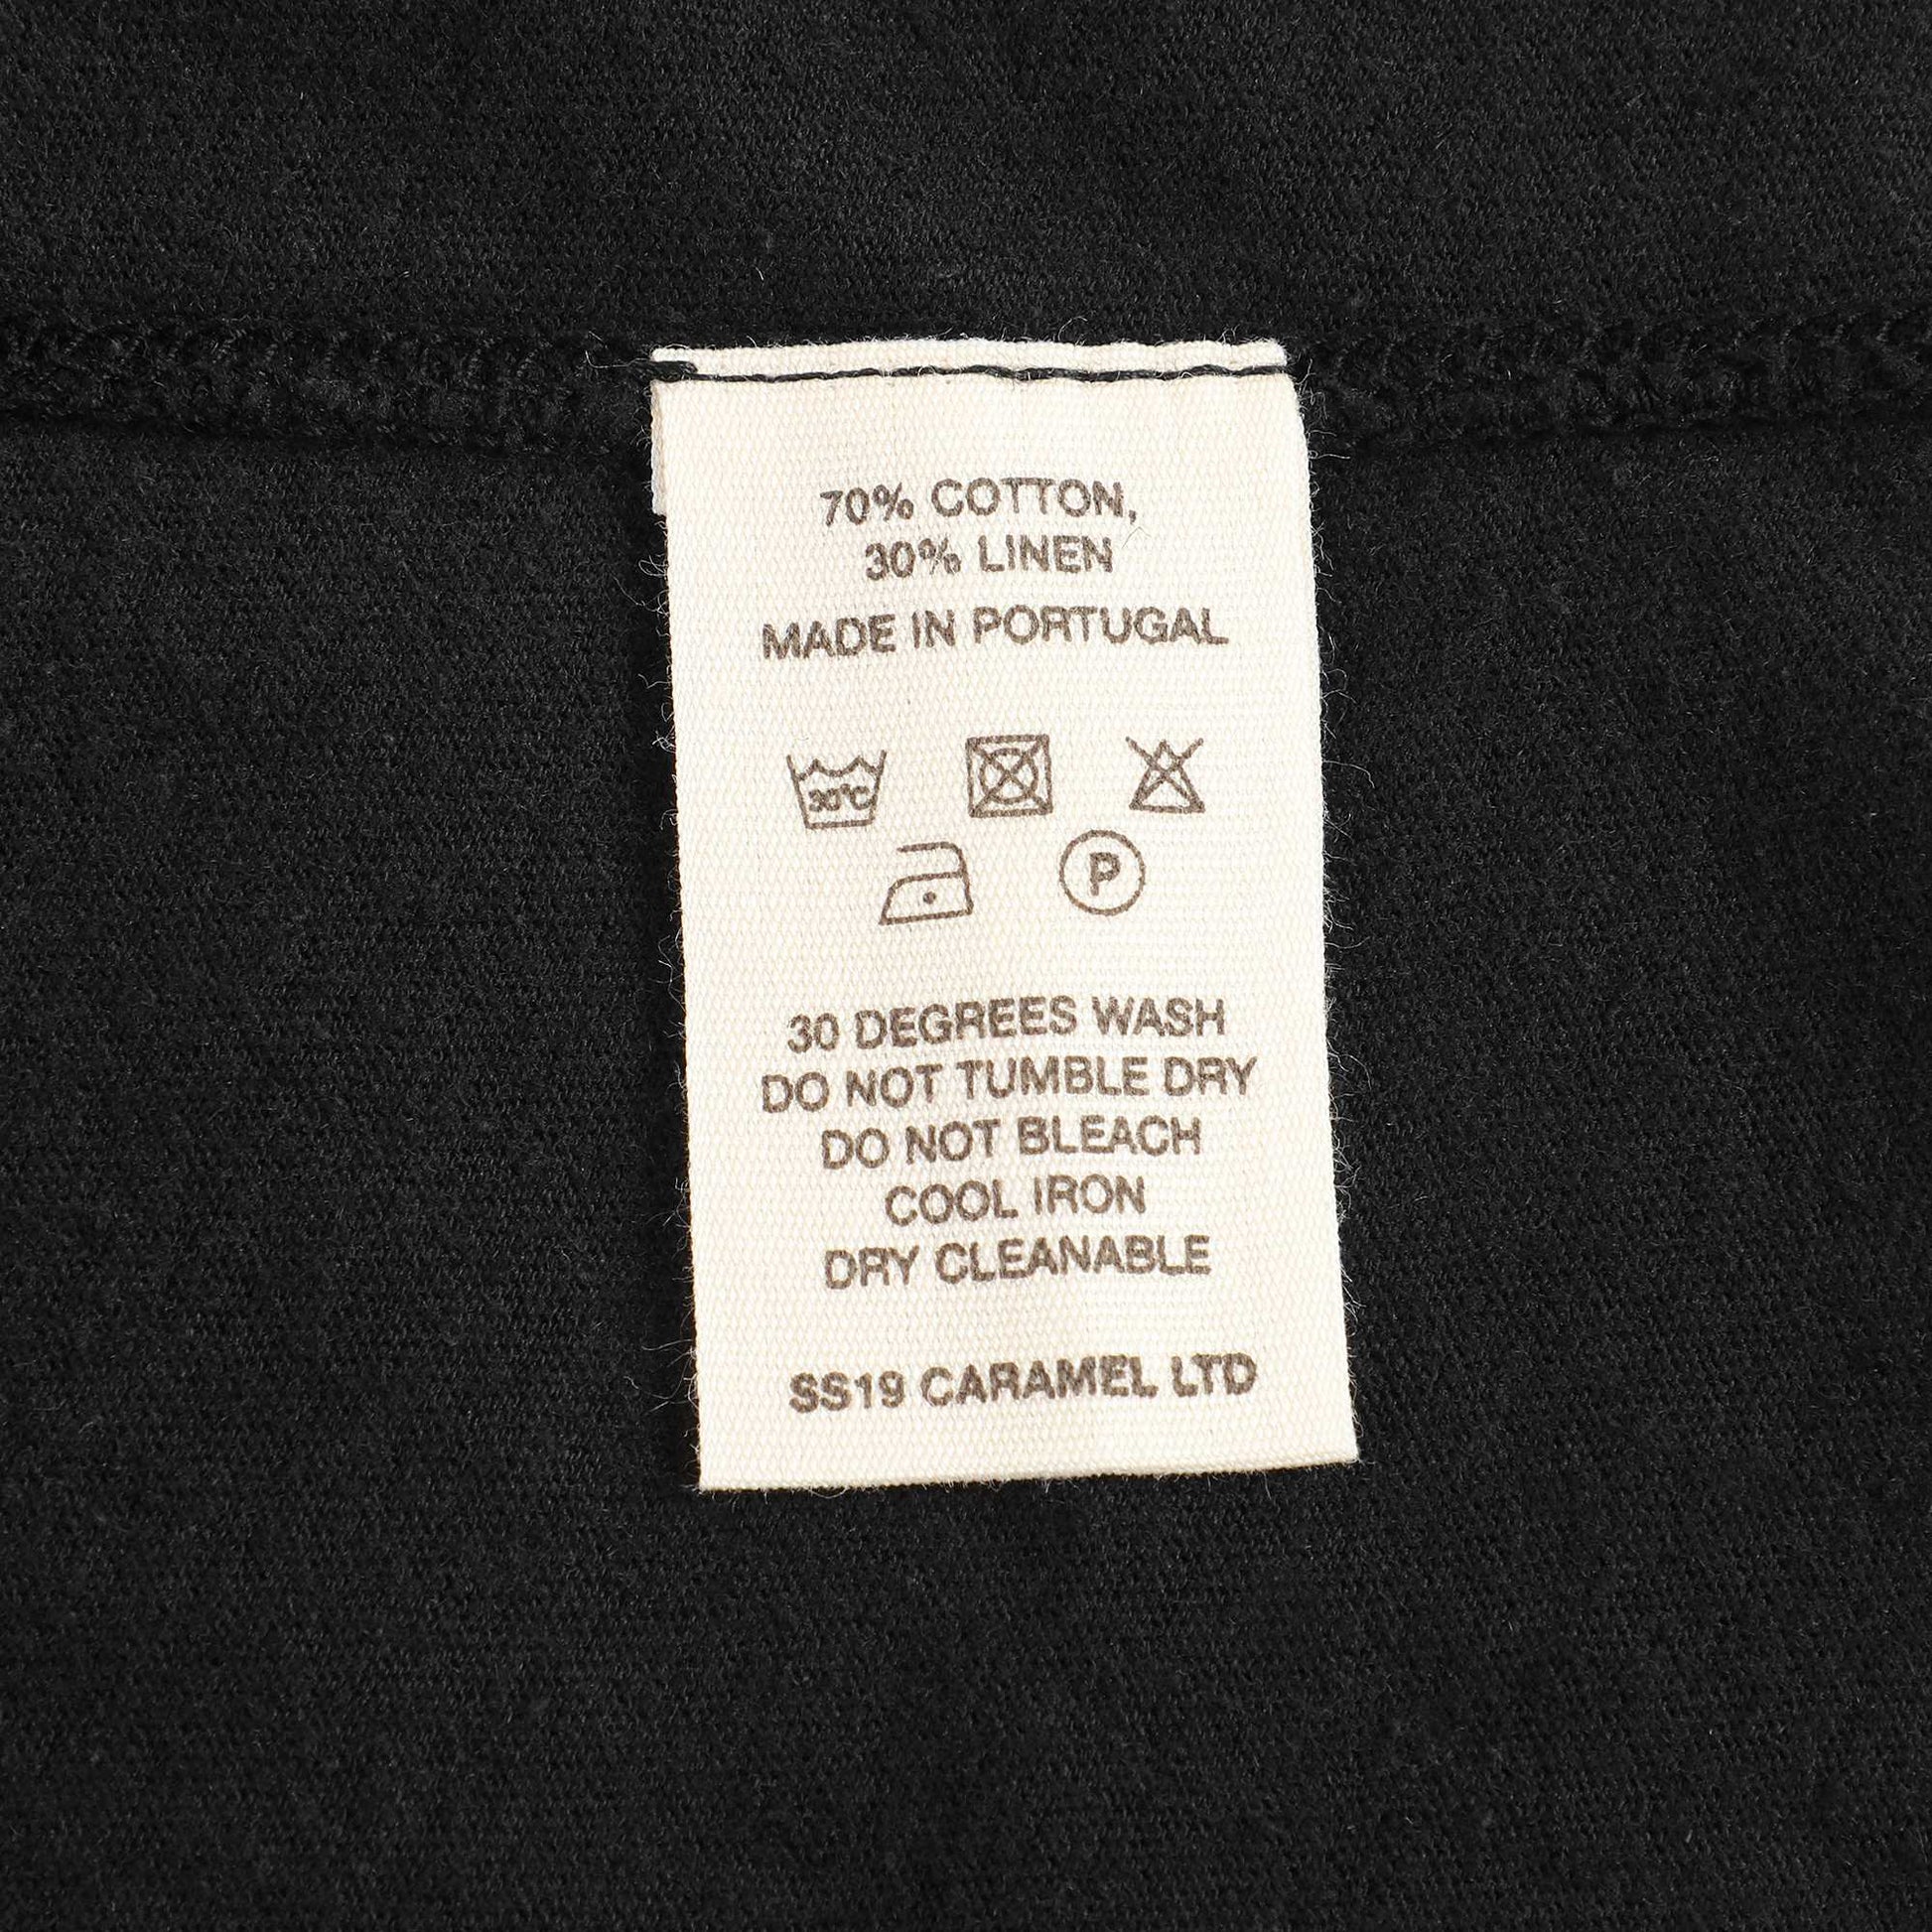 70% COTTON,
30% LINEN
MADE IN PORTUGAL
30°C
P
30 DEGREES WASH
DO NOT TUMBLE DRY
DO NOT BLEACH
COOL IRON
DRY CLEANABLE
SS19 CARAMEL LTD